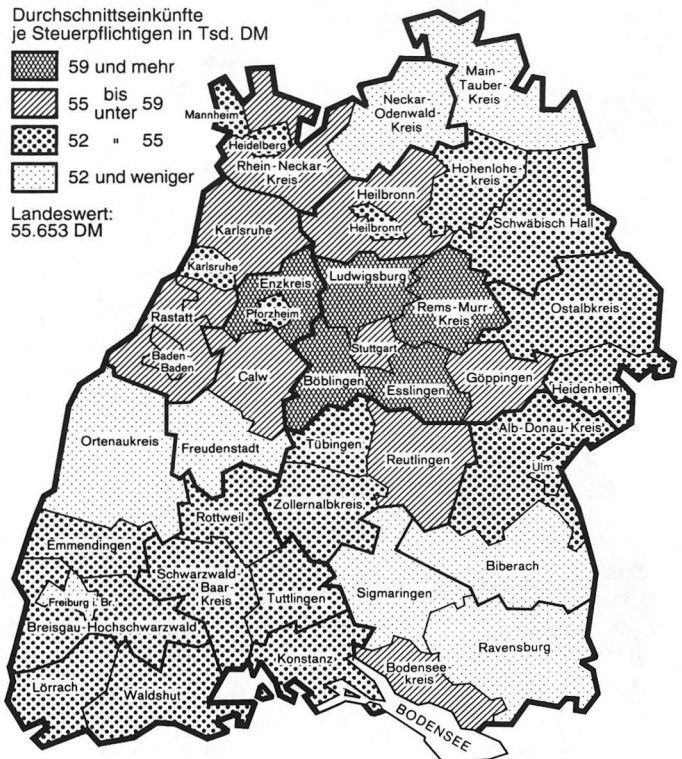 Durchschnittseinkünfte
je Steuerpflichtigen in Tsd. DM
59 und mehr
55 bis unter 59
52 " 55
52 und weniger
Landeswert:
55.653 DM
Main-
Tauber-
Kreis
Neckar-
Odenwald-
Kreis
Mannheim
Heidelberg
Rhein-Neckar-
Kreis
Hohenlohe-
kreis
Heilbronn
Heilbronn
Schwäbisch Hall
Karlsruhe
Karlsruhe
Enzkreis
Ludwigsburg
Pforzheim
Rems-Murr-
Kreis
Ostalbkreis
Rastatt
Baden-
Baden
Stuttgart
Calw
Böblingen
Esslingen
Göppingen
Heidenheim
Ortenaukreis
Freudenstadt
Tübingen
Reutlingen
Alb-Donau-Kreis
Ulm
Rottweil
Zollernalbkreis
Emmendingen
Schwarzwald-
Baar-
Kreis
Tuttlingen
Sigmaringen
Biberach
Freiburg i. Br.
Breisgau-Hochschwarzwald
Konstanz
Ravensburg
Bodensee-
kreis
Lörrach
Waldshut
BODENSEE